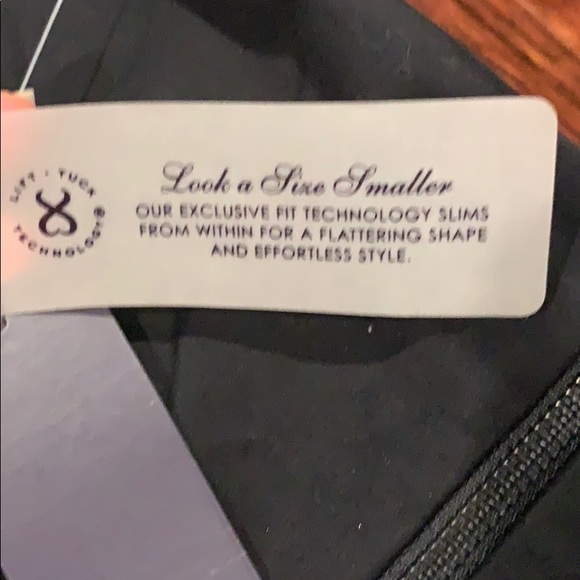 LIFT · TUCK TECHNOLOGY®
Look a Size Smaller
OUR EXCLUSIVE FIT TECHNOLOGY SLIMS
FROM WITHIN FOR A FLATTERING SHAPE
AND EFFORTLESS STYLE.